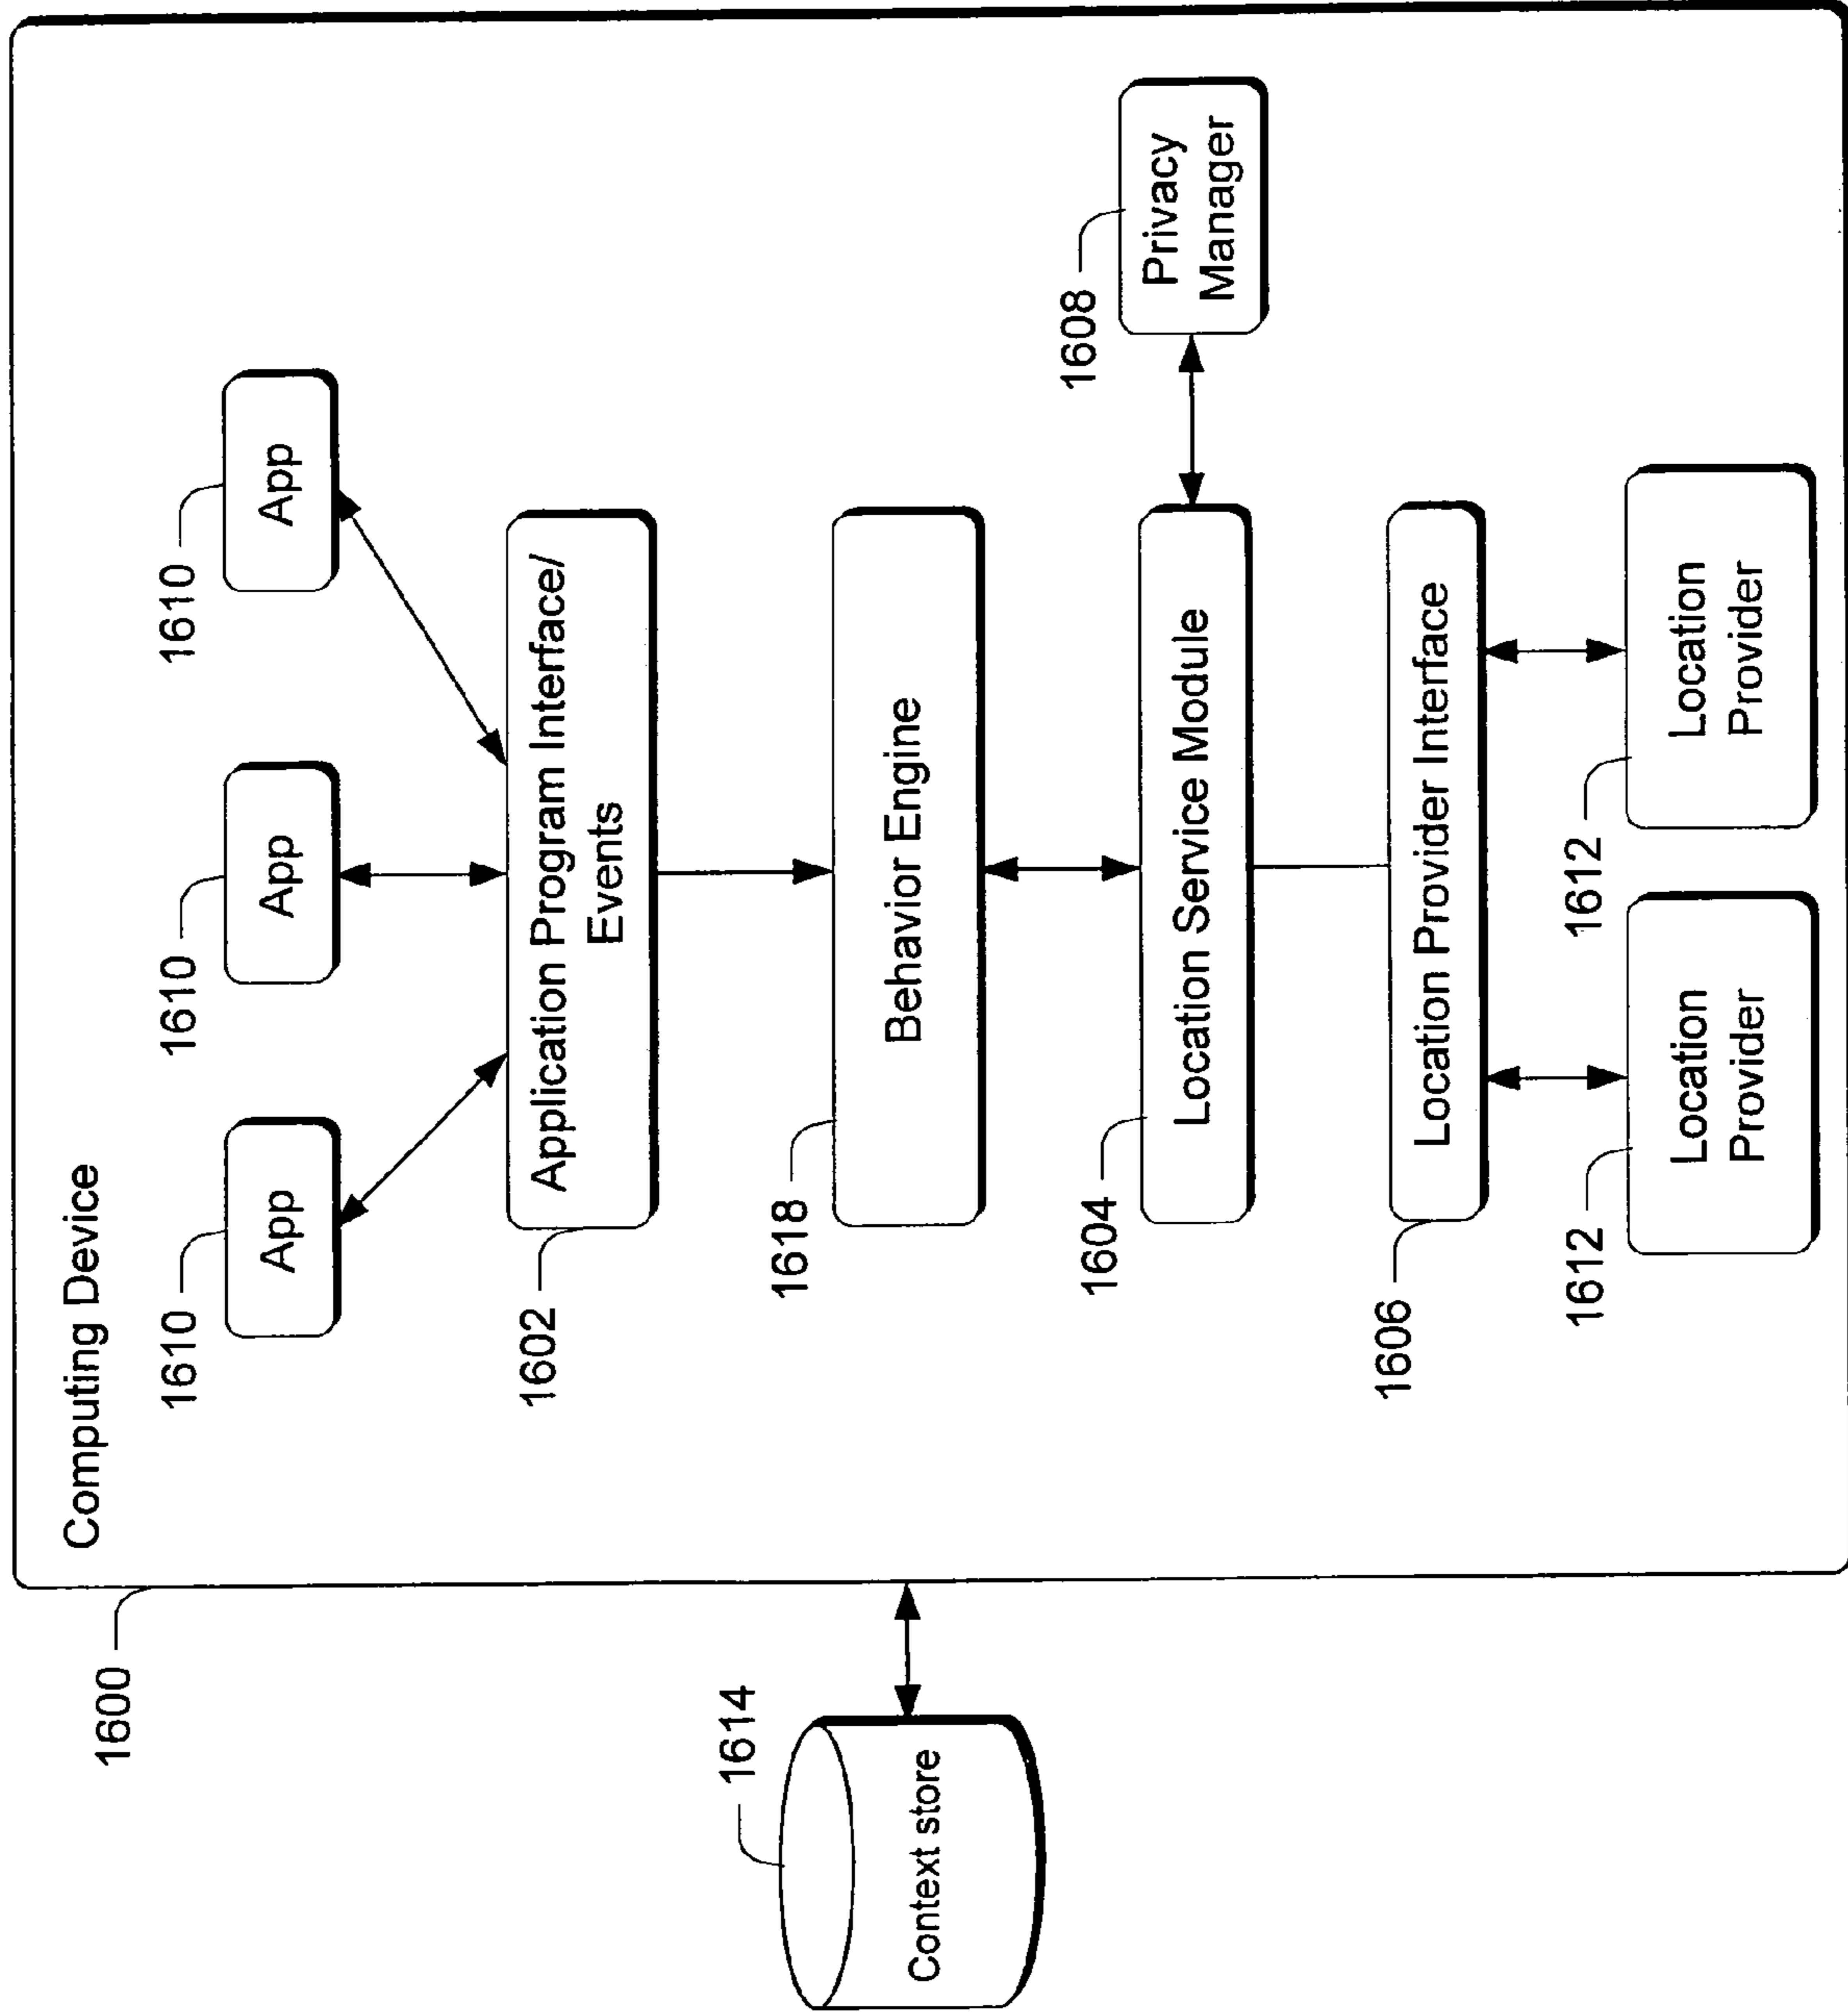 1600
Computing Device
1610
App
1610
App
1610
App
1602
Application Program Interface/
Events
1618
Behavior Engine
1614
Context store
1604
Location Service Module
1608
Privacy
Manager
1606
Location Provider Interface
1612
Location
Provider
1612
Location
Provider